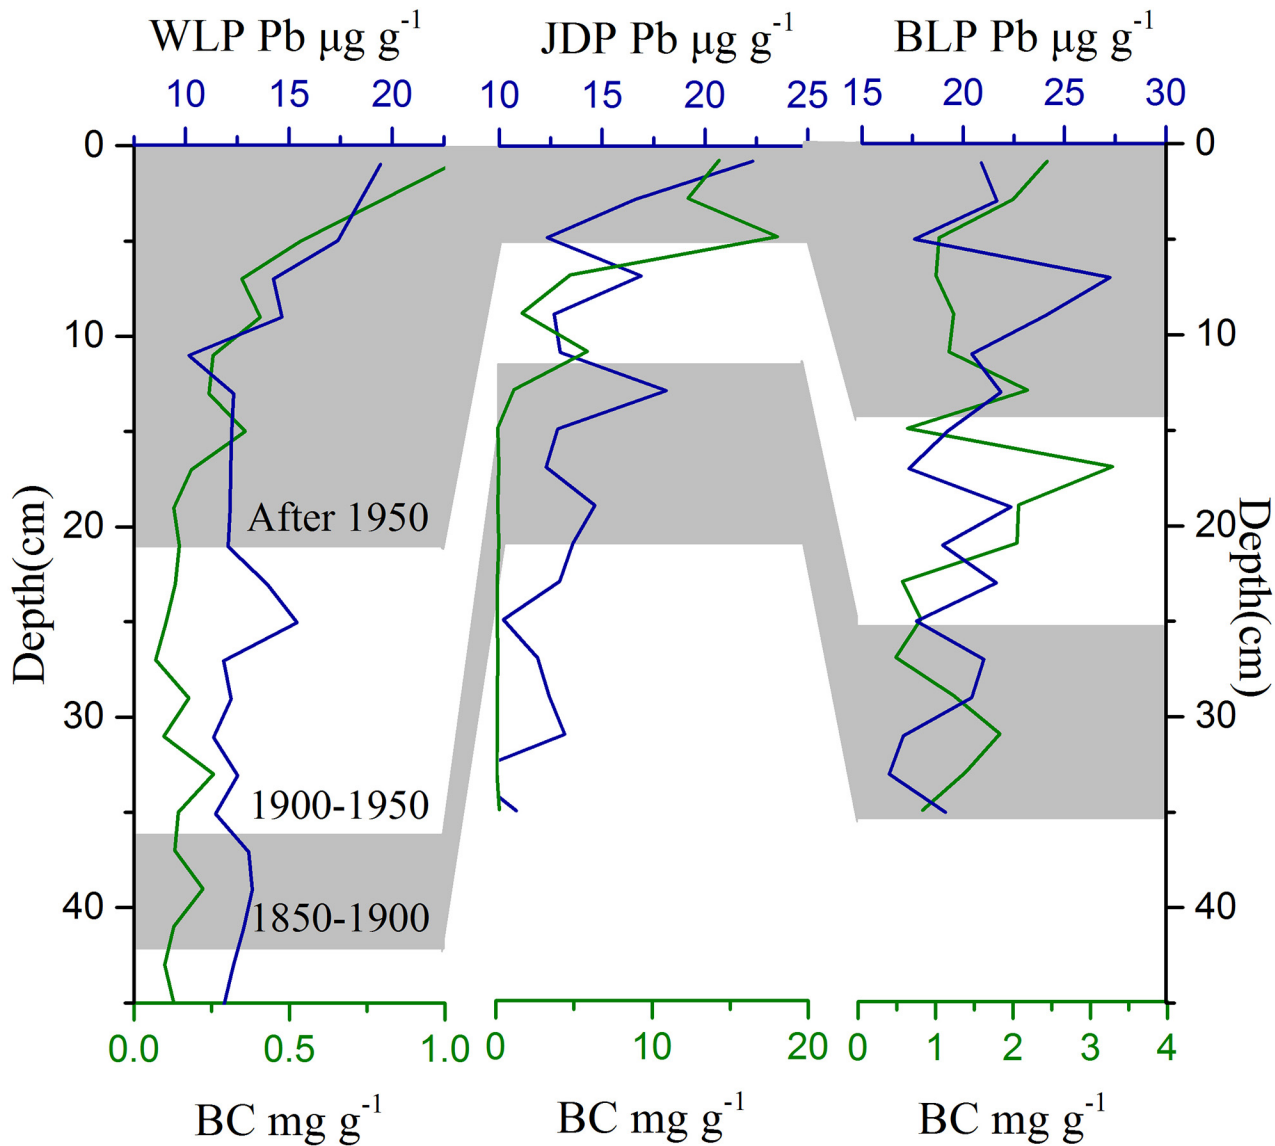 WLP Pb μg g⁻¹ JDP Pb μg g⁻¹ BLP Pb μg g⁻¹
10 15 20 10 15 20 25 15 20 25 30
0 0
10 10
After 1950
20 20
Depth(cm) Depth(cm)
30 30
1900-1950
40 40
1850-1900
0.0 0.5 1.0 0 10 20 0 1 2 3 4
BC mg g⁻¹ BC mg g⁻¹ BC mg g⁻¹